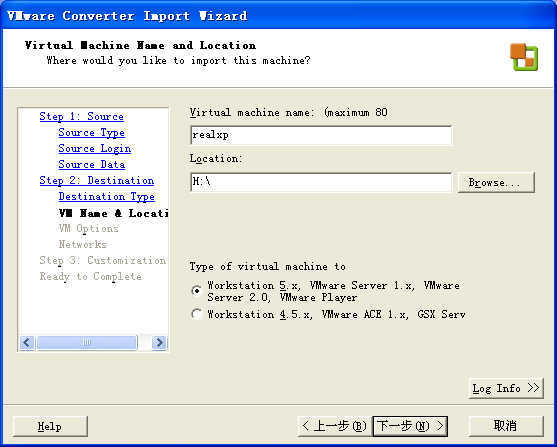 VMware Converter Import Wizard
Virtual Machine Name and Location
Where would you like to import this machine?
Step 1: Source
Source Type
Source Login
Source Data
Step 2: Destination
Destination Type
VM Name & Locati
VM Options
Networks
Step 3: Customization
Ready to Complete
Virtual machine name: (maximum 80
realxp
Location:
H:\
Browse...
Type of virtual machine to
Workstation 5.x, VMware Server 1.x, VMware
Server 2.0, VMware Player
Workstation 4.5.x, VMware ACE 1.x, GSX Serv
Log Info >>
Help
< 上一步(B)
下一步(N) >
取消